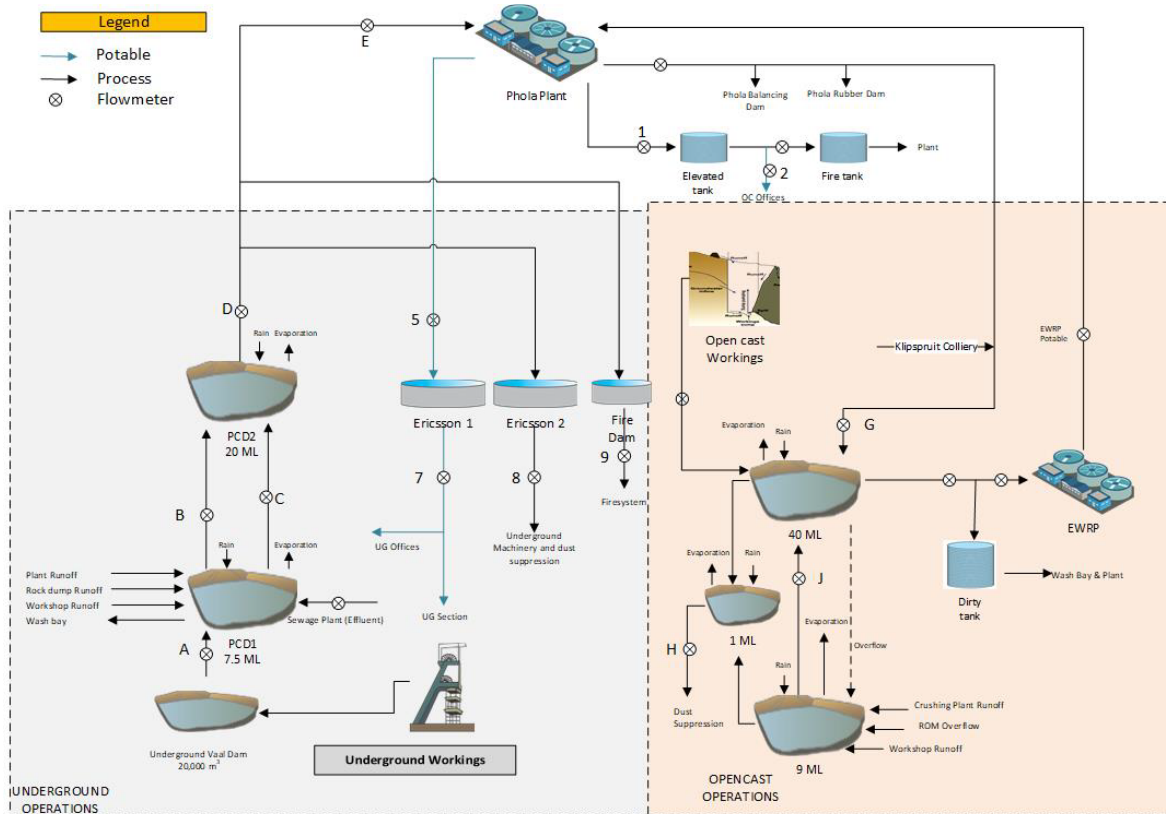 Legend
Potable
Process
Flowmeter
E
Phola Plant
Phola Balancing
Dam
Phola Rubber Dam
1
Elevated
tank
2
OC Offices
Fire tank
Plant
D
Rain
Evaporation
PCD2
20 ML
5
Ericsson 1
Ericsson 2
Fire
Dam
7
8
9
Firesystem
UG Offices
Underground
Machinery and dust
suppression
UG Section
B
C
Rain
Evaporation
Plant Runoff
Rock dump Runoff
Workshop Runoff
Wash bay
Sewage Plant (Effluent)
PCD1
7.5 ML
A
Underground Vaal Dam
20,000 m³
Underground Workings
UNDERGROUND
OPERATIONS
Open cast
Workings
Klipspruit Colliery
EWRP
Potable
G
Evaporation
Rain
40 ML
EWRP
Dirty
tank
Wash Bay & Plant
J
Evaporation
Rain
1 ML
H
Dust
Suppression
Evaporation
Rain
Overflow
Crushing Plant Runoff
ROM Overflow
Workshop Runoff
9 ML
OPENCAST
OPERATIONS